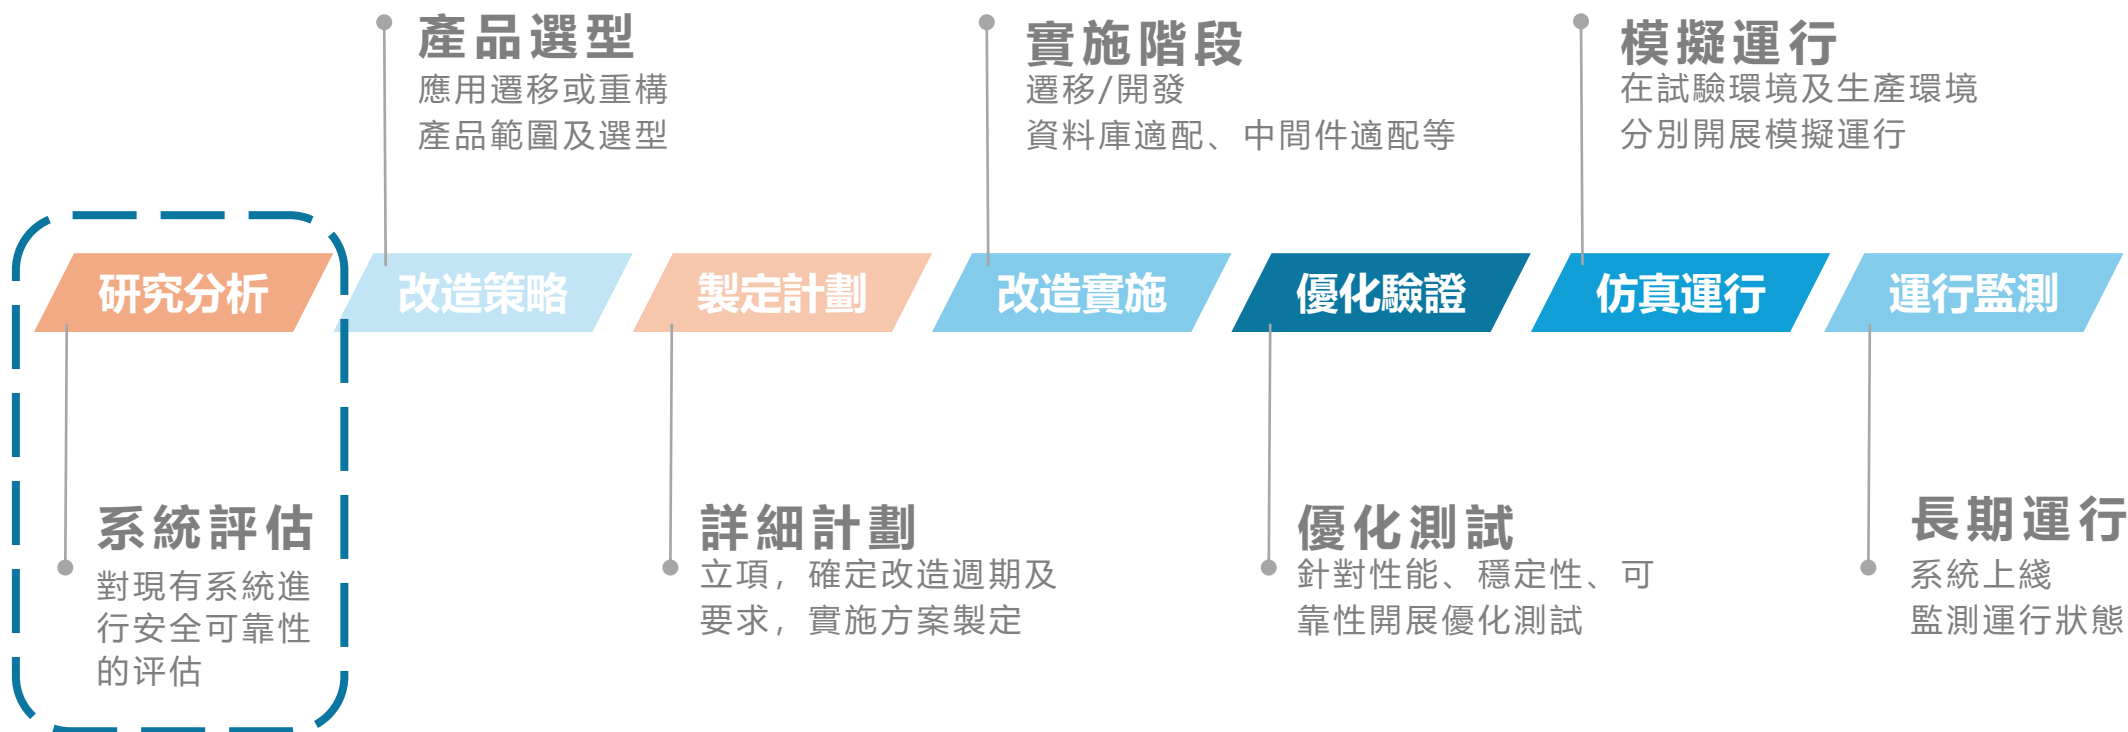 產品選型
應用遷移或重構
產品範圍及選型
實施階段
遷移/開發
資料庫適配、中間件適配等
模擬運行
在試驗環境及生產環境
分別開展模擬運行
研究分析
改造策略
製定計劃
改造實施
優化驗證
仿真運行
運行監測
系統評估
對現有系統進
行安全可靠性
的评估
詳細計劃
立項，確定改造週期及
要求，實施方案製定
優化測試
針對性能、穩定性、可
靠性開展優化測試
長期運行
系統上綫
監測運行狀態